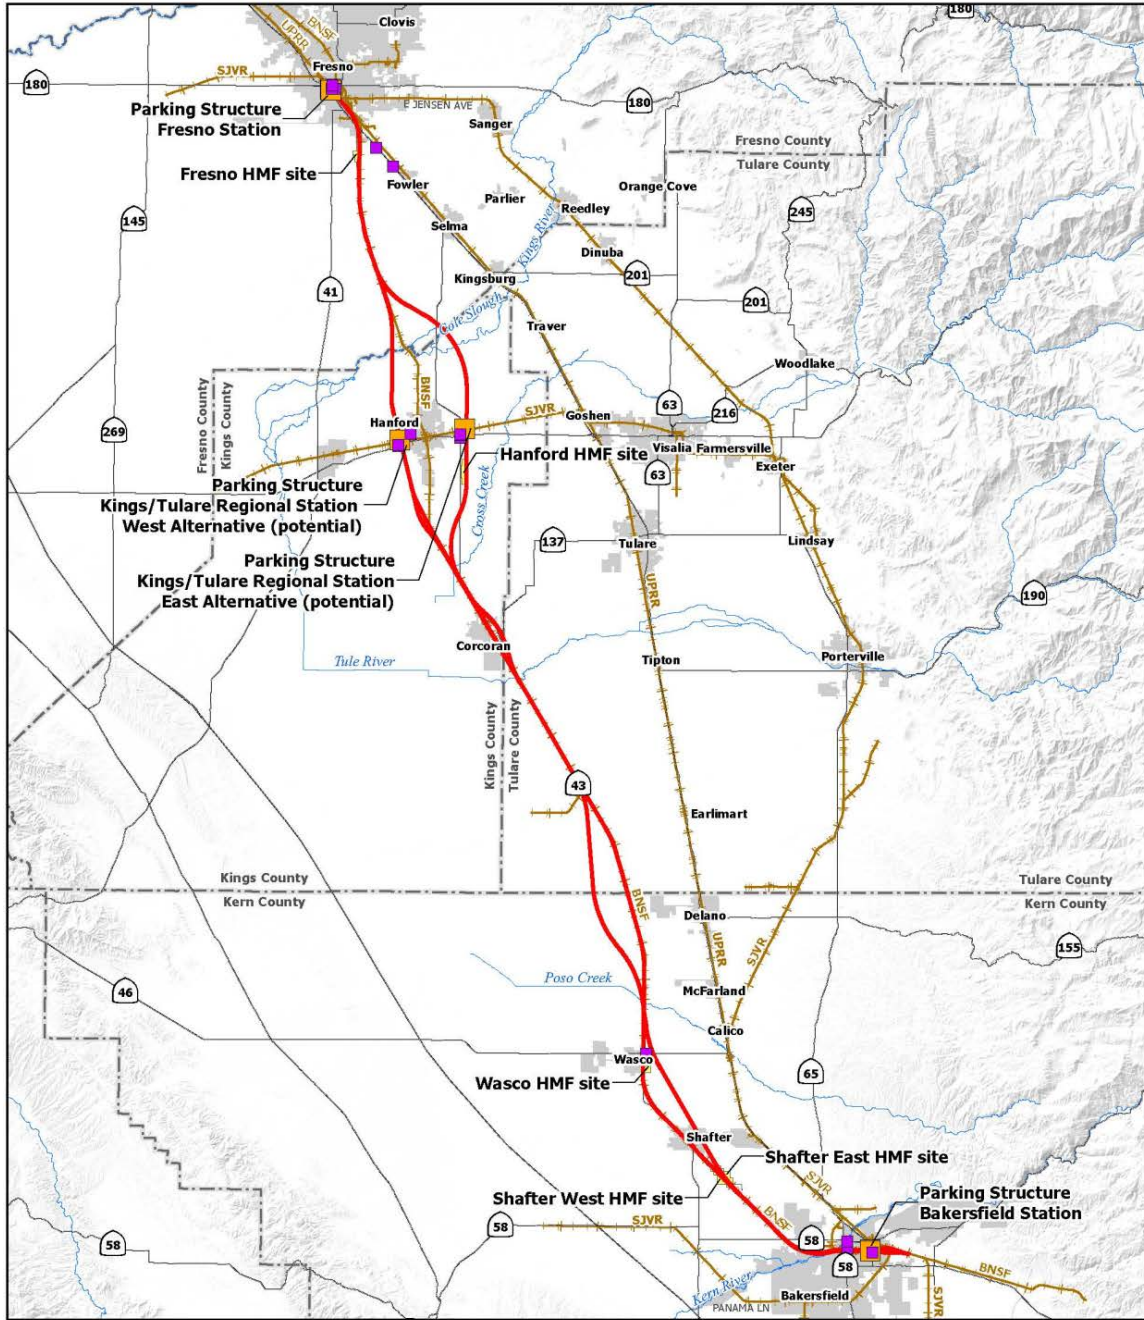 180
Clovis
BNSF
UPRR
Fresno
SJVR
180
E JENSEN AVE
180
Parking Structure
Fresno Station
Sanger
Fresno County
Tulare County
Fresno HMF site
Fowler
Parlier
Orange Cove
Reedley
245
145
Selma
Kings River
Dinuba
201
Kingsburg
41
201
Cole Slough
Traver
Woodlake
BNSF
63
216
269
Fresno County
Kings County
Hanford
SJVR
Goshen
Visalia
Farmersville
Hanford HMF site
63
Exeter
Parking Structure
Kings/Tulare Regional Station
West Alternative (potential)
Cross Creek
137
Tulare
Lindsay
Parking Structure
Kings/Tulare Regional Station
East Alternative (potential)
UPRR
190
Corcoran
Tule River
Tipton
Porterville
Kings County
Tulare County
43
Earlimart
Kings County
Kern County
Tulare County
Kern County
BNSF
Delano
UPRR
SJVR
155
Poso Creek
46
McFarland
Calico
Wasco
Wasco HMF site
65
Shafter
Shafter East HMF site
Shafter West HMF site
SJVR
Parking Structure
Bakersfield Station
58
SJVR
BNSF
58
58
58
Kern River
BNSF
Bakersfield
PANAMA LN
SJVR